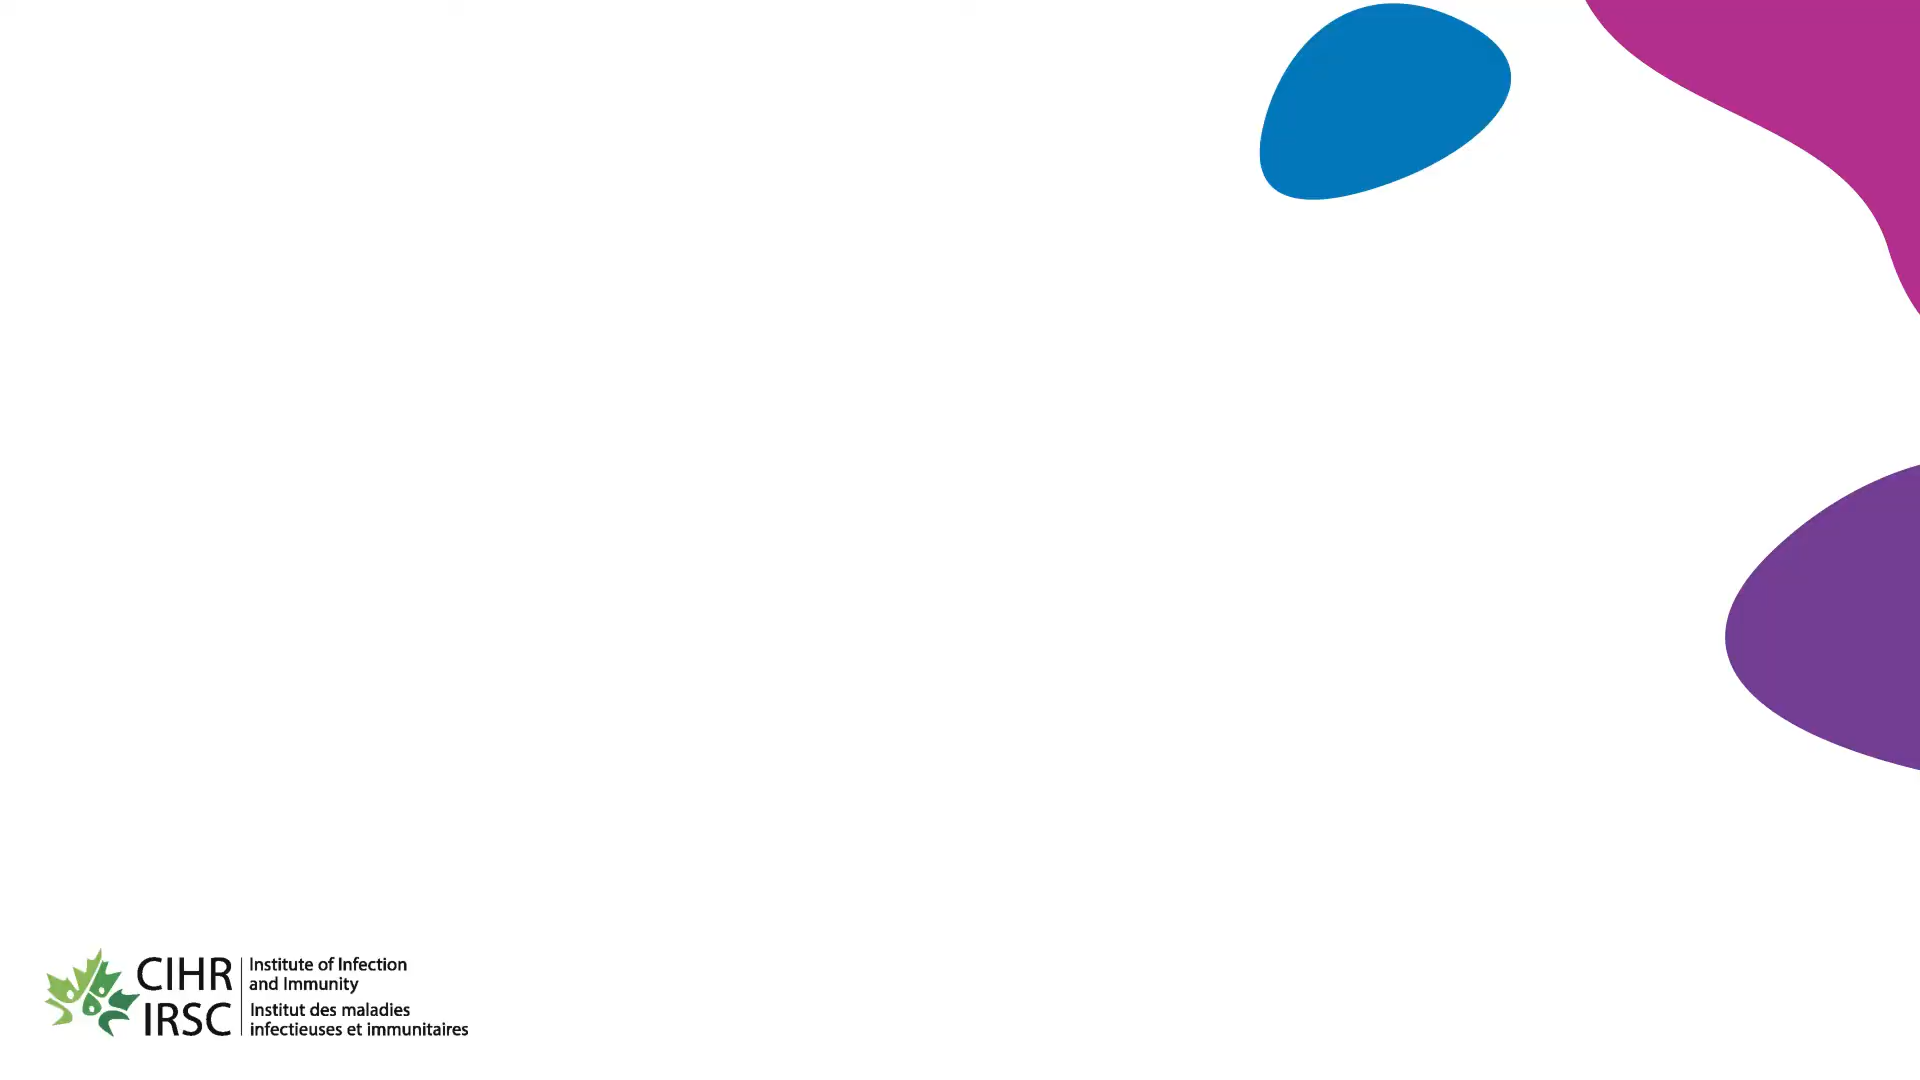 CIHR
IRSC
Institute of Infection
and Immunity
Institut des maladies
infectieuses et immunitaires